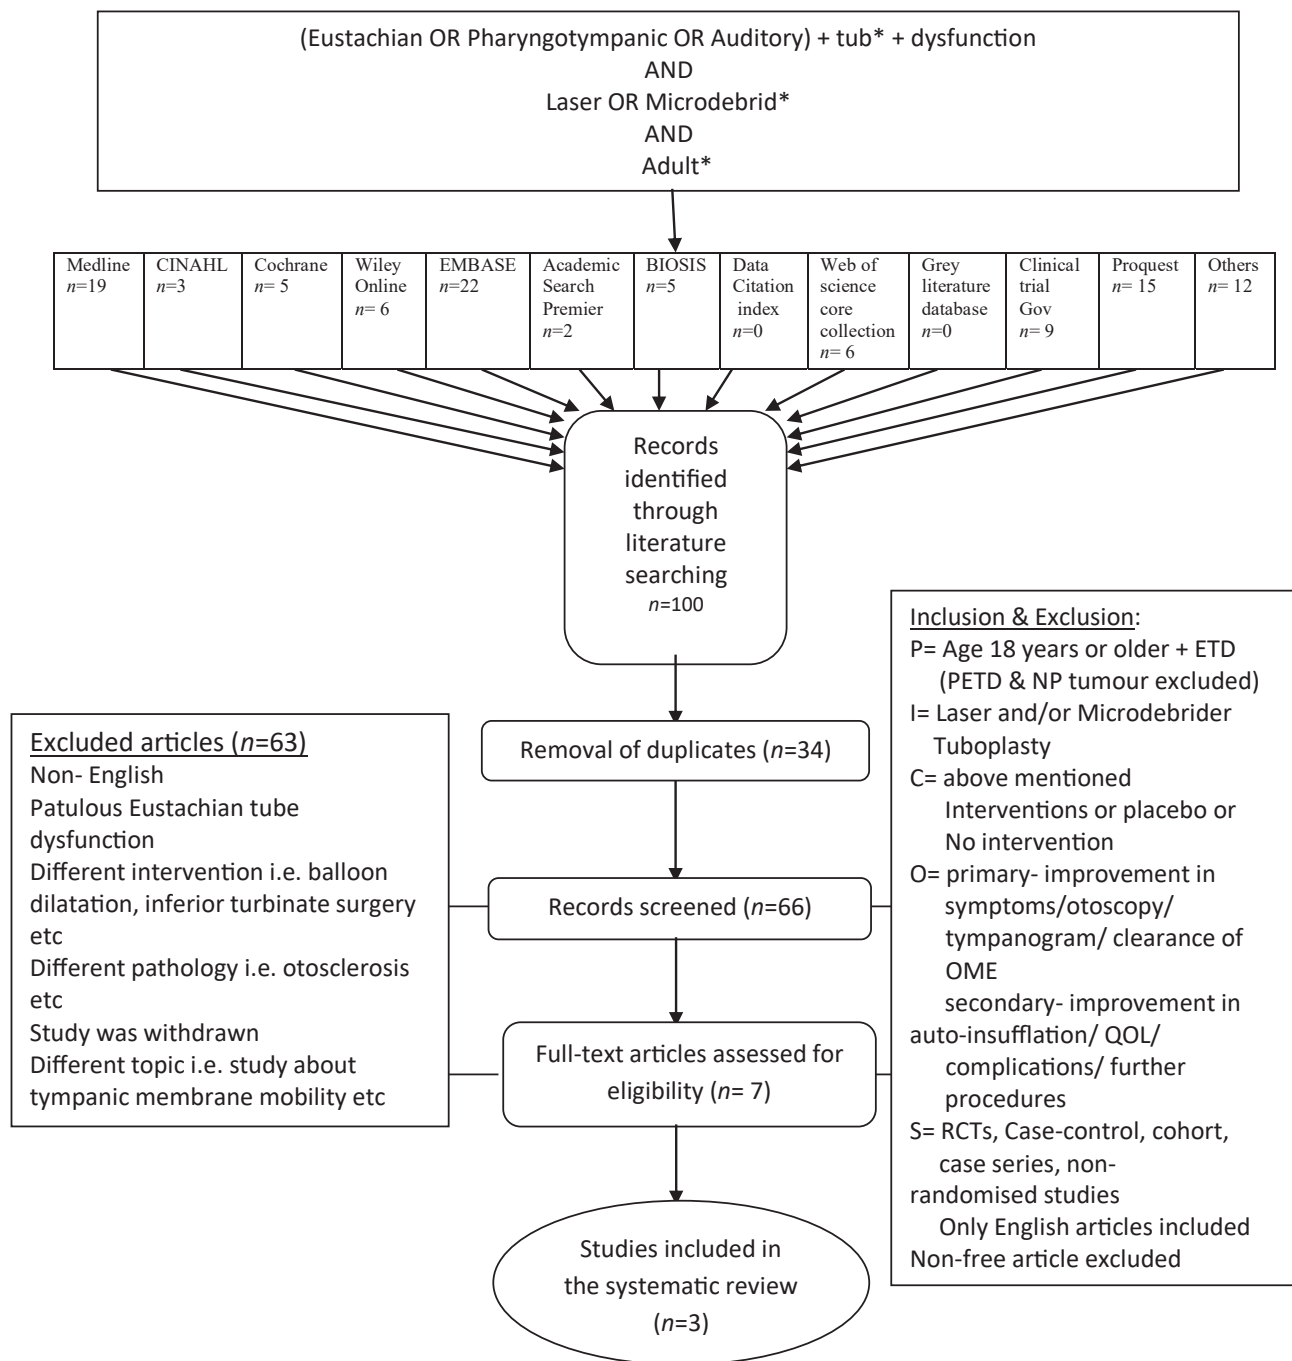 (Eustachian OR Pharyngotympanic OR Auditory) + tub* + dysfunction
AND
Laser OR Microdebrid*
AND
Adult*
Medline
n=19
CINAHL
n=3
Cochrane
n= 5
Wiley
Online
n= 6
EMBASE
n=22
Academic
Search
Premier
n=2
BIOSIS
n=5
Data
Citation
index
n=0
Web of
science
core
collection
n= 6
Grey
literature
database
n=0
Clinical
trial
Gov
n= 9
Proquest
n= 15
Others
n= 12
Records
identified
through
literature
searching
n=100
Removal of duplicates (n=34)
Excluded articles (n=63)
Non- English
Patulous Eustachian tube
dysfunction
Different intervention i.e. balloon
dilatation, inferior turbinate surgery
etc
Different pathology i.e. otosclerosis
etc
Study was withdrawn
Different topic i.e. study about
tympanic membrane mobility etc
Records screened (n=66)
Full-text articles assessed for
eligibility (n= 7)
Inclusion & Exclusion:
P= Age 18 years or older + ETD
(PETD & NP tumour excluded)
I= Laser and/or Microdebrider
Tuboplasty
C= above mentioned
Interventions or placebo or
No intervention
O= primary- improvement in
symptoms/otoscopy/
tympanogram/ clearance of
OME
secondary- improvement in
auto-insufflation/ QOL/
complications/ further
procedures
S= RCTs, Case-control, cohort,
case series, non-
randomised studies
Only English articles included
Non-free article excluded
Studies included in
the systematic review
(n=3)